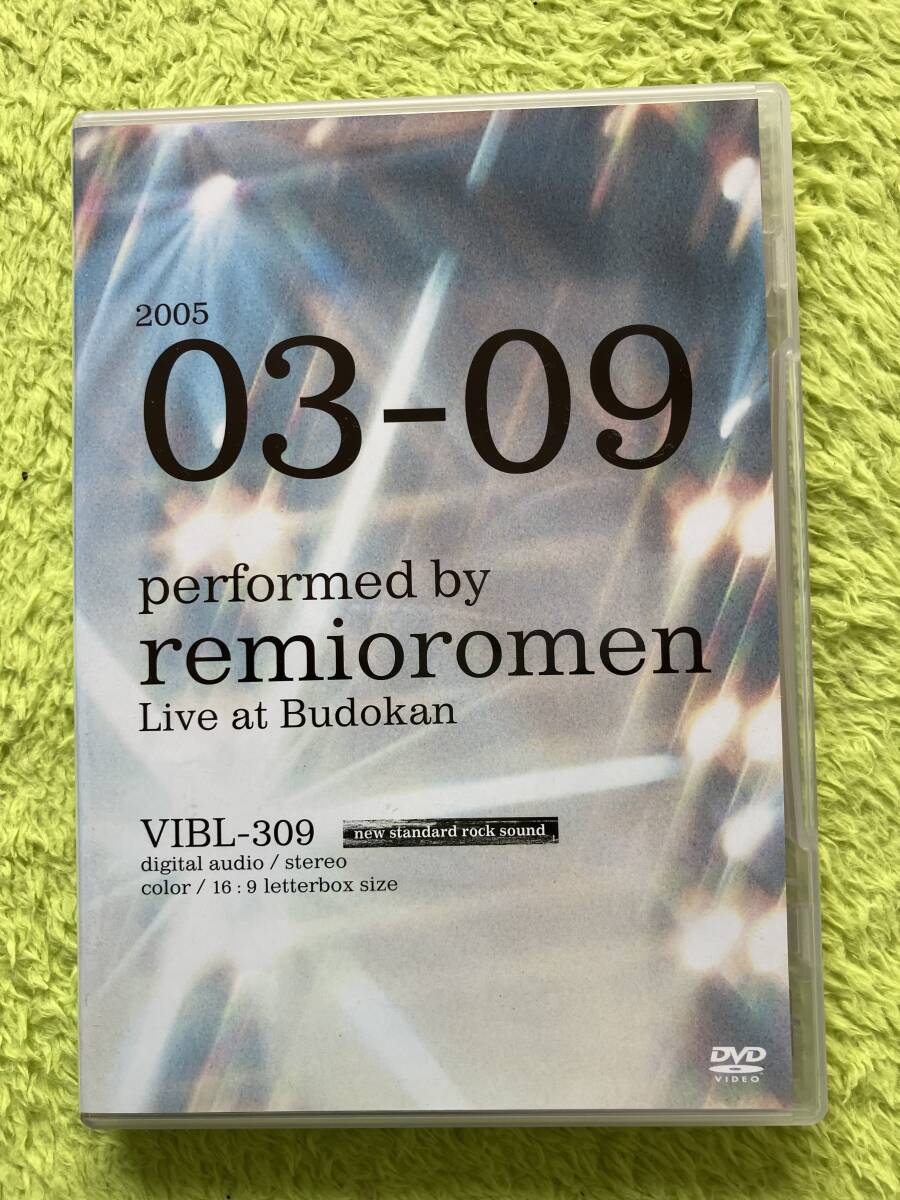 2005
03-09
performed by
remioromen
Live at Budokan
VIBL-309 new standard rock sound
digital audio / stereo
color / 16 : 9 letterbox size
DVD
VIDEO